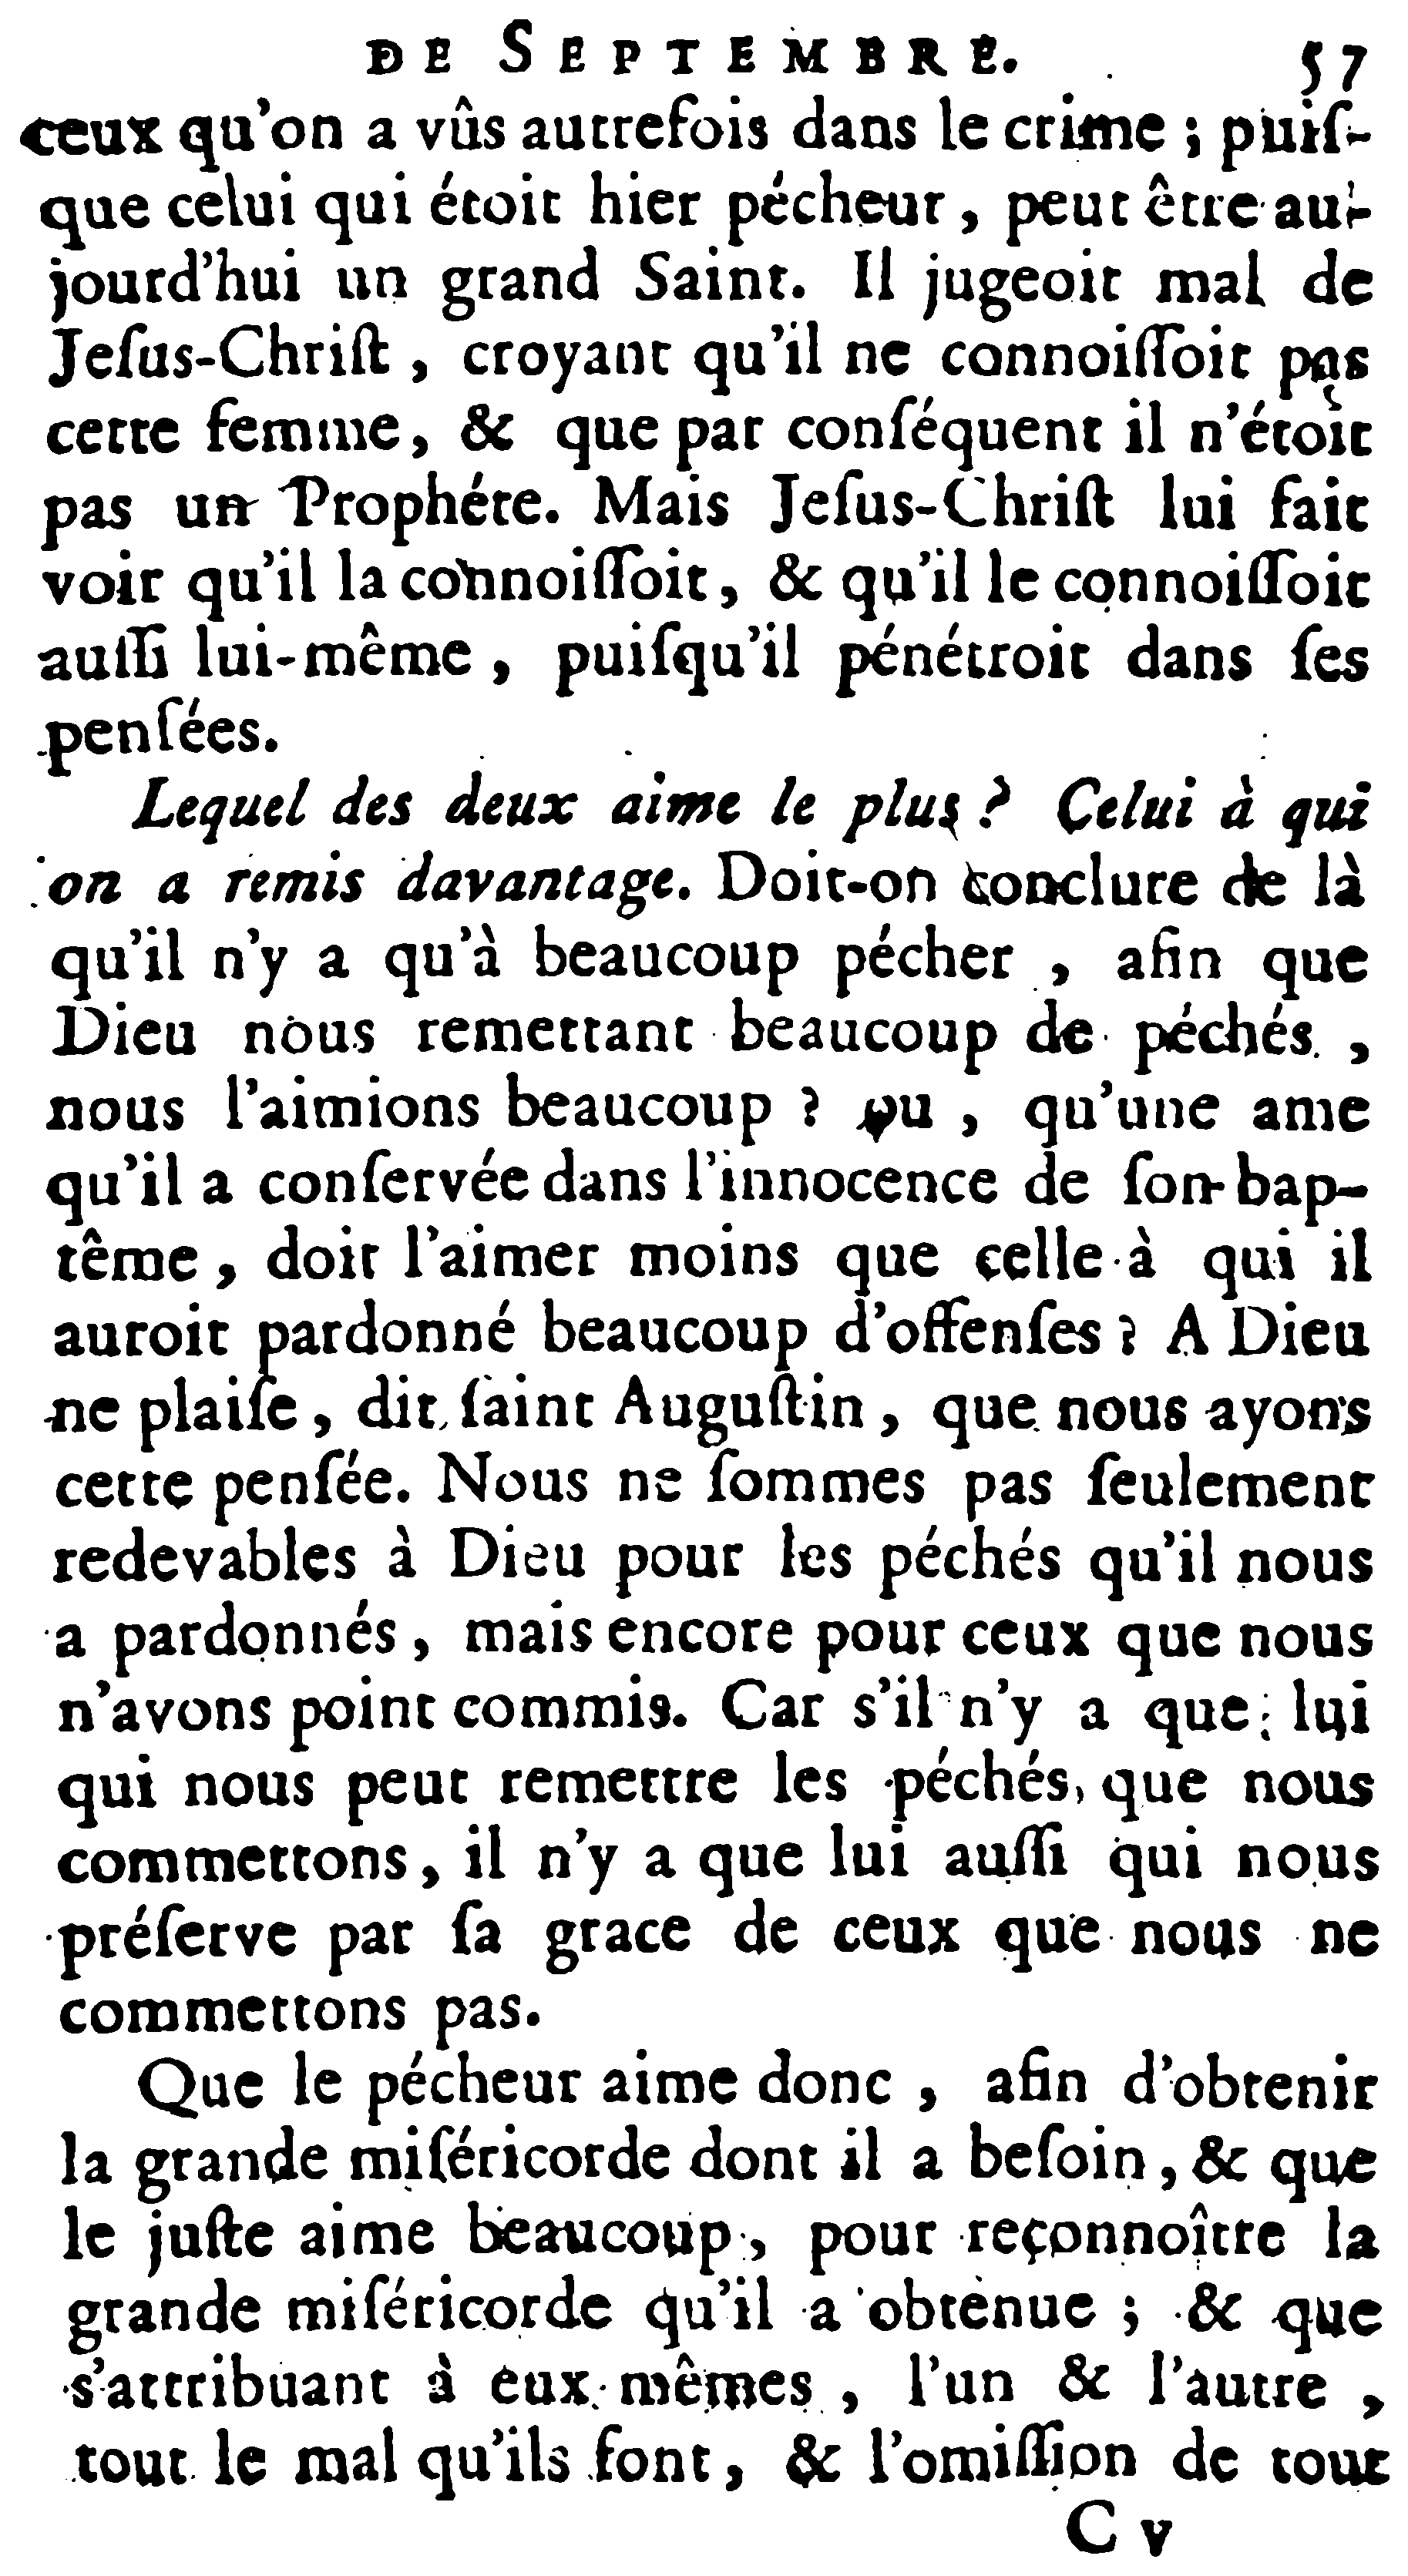 DE SEPTEMBRE. 57
ceux qu'on a vûs autrefois dans le crime ; puiſ-
que celui qui étoit hier pécheur, peut être au-
jourd'hui un grand Saint. Il jugeoit mal de
Jeſus-Chriſt, croyant qu'il ne connoiſſoit pas
cette femme, & que par conſéquent il n'étoit
pas un Prophéte. Mais Jeſus-Chriſt lui fait
voir qu'il la connoiſſoit, & qu'il le connoiſſoit
auſſi lui-même, puiſqu'il pénétroit dans ſes
penſées.
Lequel des deux aime le plus ? Celui à qui
on a remis davantage. Doit-on conclure de là
qu'il n'y a qu'à beaucoup pécher, afin que
Dieu nous remettant beaucoup de péchés,
nous l'aimions beaucoup ? ou, qu'une ame
qu'il a conſervée dans l'innocence de ſon bap-
tême, doit l'aimer moins que celle à qui il
auroit pardonné beaucoup d'offenſes ? A Dieu
ne plaiſe, dit ſaint Auguſtin, que nous ayons
cette penſée. Nous ne ſommes pas ſeulement
redevables à Dieu pour les péchés qu'il nous
a pardonnés, mais encore pour ceux que nous
n'avons point commis. Car s'il n'y a que lui
qui nous peut remettre les péchés, que nous
commettons, il n'y a que lui auſſi qui nous
préſerve par ſa grace de ceux que nous ne
commettons pas.
Que le pécheur aime donc, afin d'obtenir
la grande miſéricorde dont il a beſoin, & que
le juſte aime beaucoup, pour reconnoître la
grande miſéricorde qu'il a obtenue ; & que
s'attribuant à eux-mêmes, l'un & l'autre,
tout le mal qu'ils font, & l'omiſſion de tout
C v